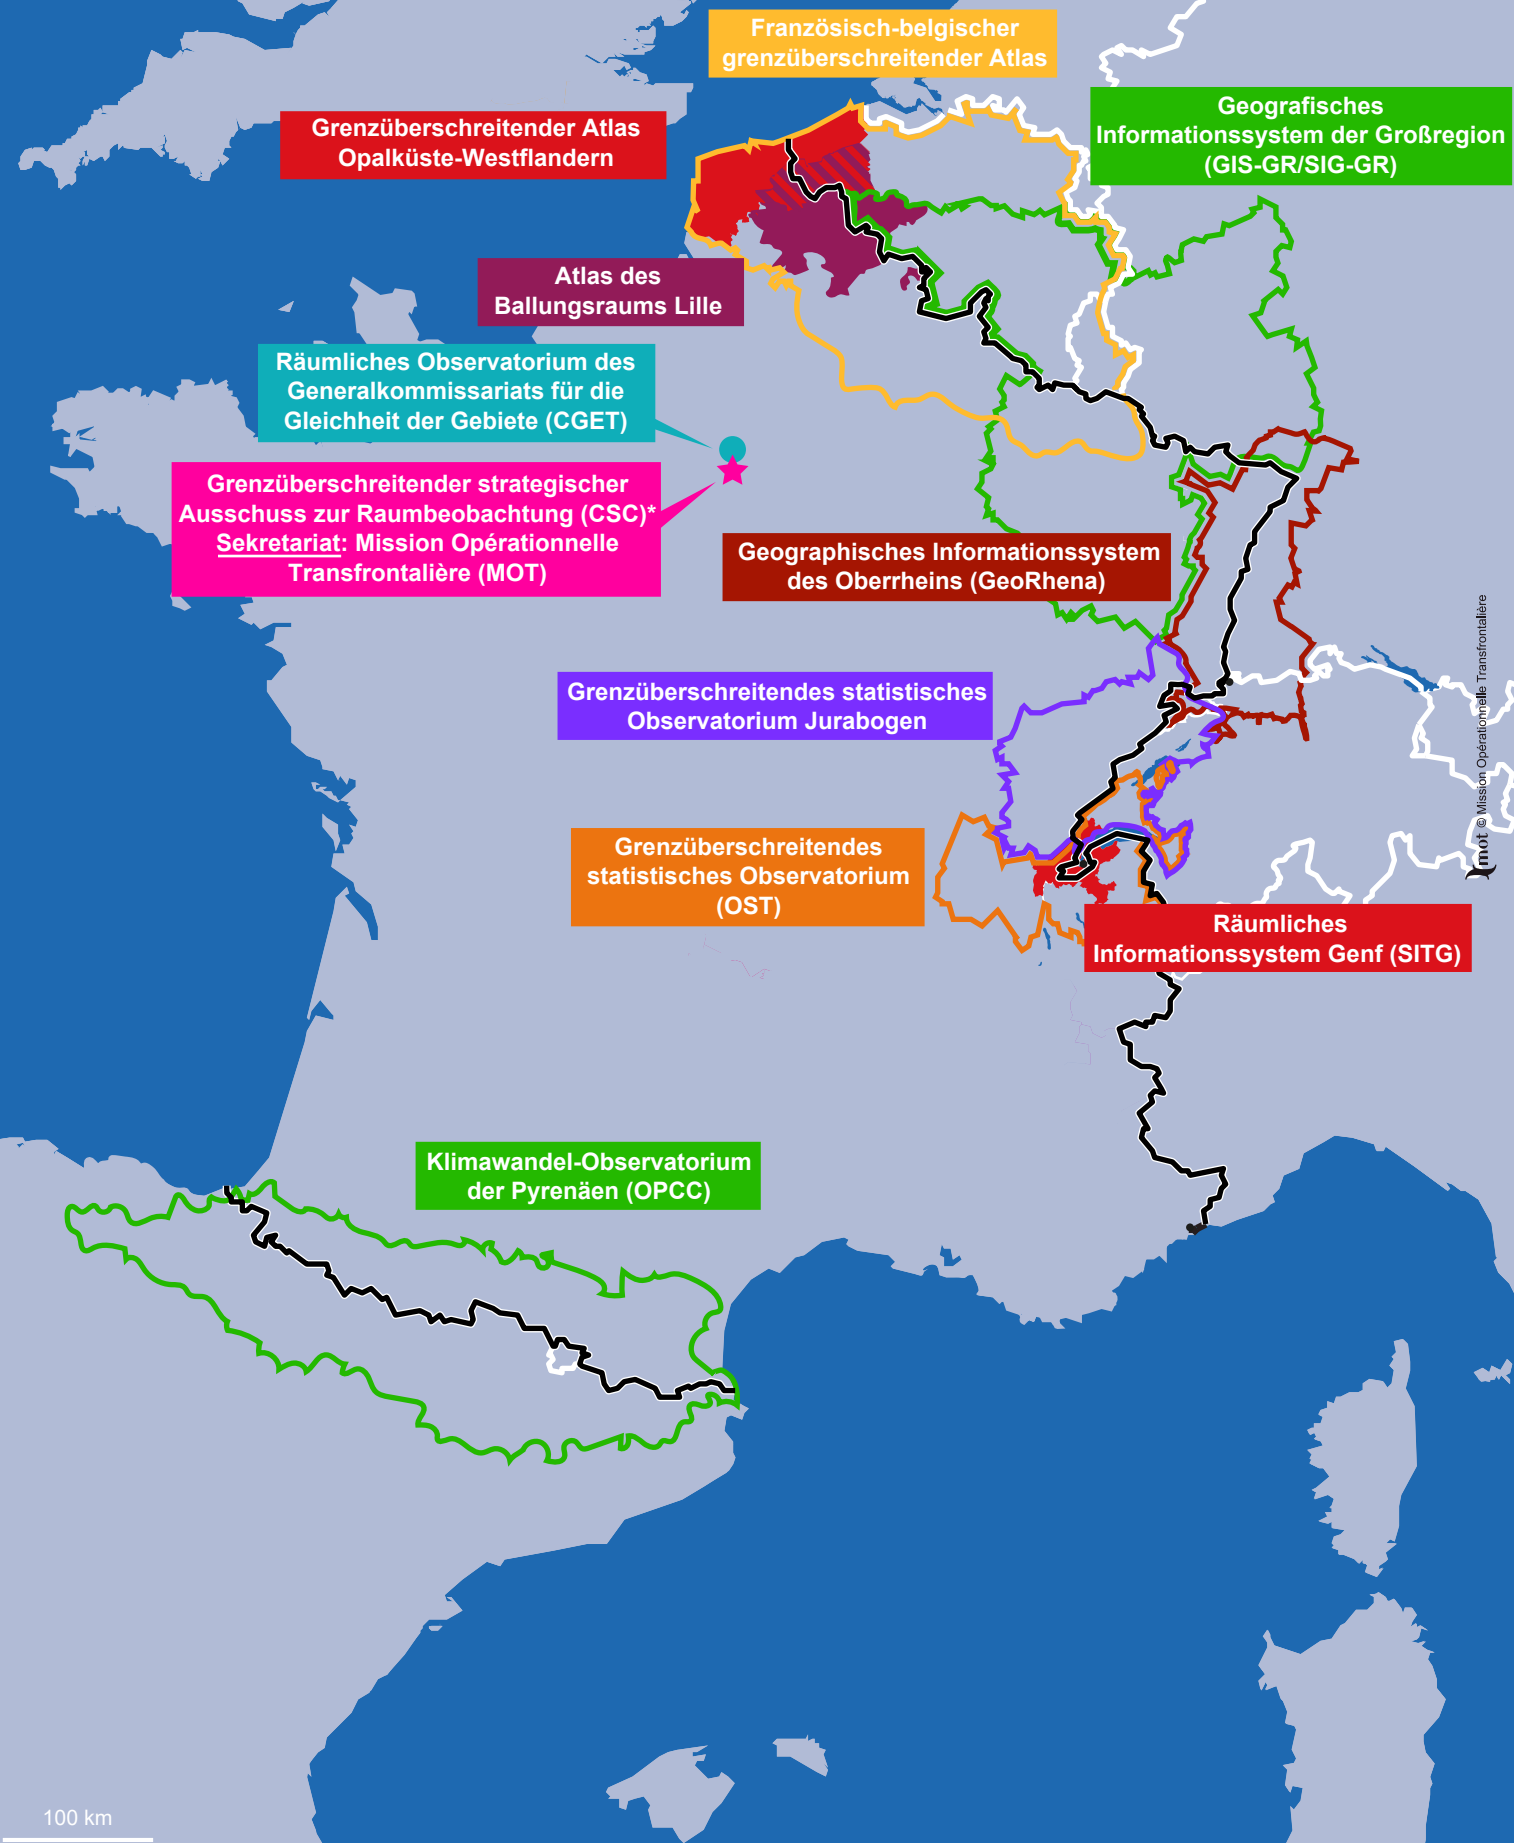 Französisch-belgischer
grenzüberschreitender Atlas
Geografisches
Informationssystem der Großregion
(GIS-GR/SIG-GR)
Grenzüberschreitender Atlas
Opalküste-Westflandern
Atlas des
Ballungsraums Lille
Räumliches Observatorium des
Generalkommissariats für die
Gleichheit der Gebiete (CGET)
Grenzüberschreitender strategischer
Ausschuss zur Raumbeobachtung (CSC)*
Sekretariat: Mission Opérationnelle
Transfrontalière (MOT)
Geographisches Informationssystem
des Oberrheins (GeoRhena)
Grenzüberschreitendes statistisches
Observatorium Jurabogen
Grenzüberschreitendes
statistisches Observatorium
(OST)
Räumliches
Informationssystem Genf (SITG)
mot © Mission Opérationnelle Transfrontalière
Klimawandel-Observatorium
der Pyrenäen (OPCC)
100 km